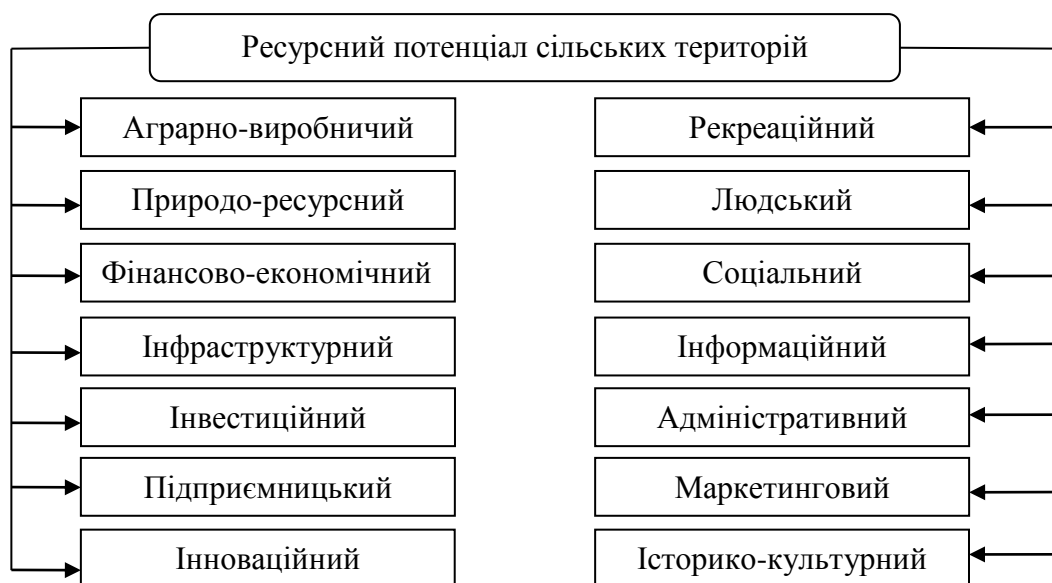 Ресурсний потенціал сільських територій
Аграрно-виробничий
Рекреаційний
Природо-ресурсний
Людський
Фінансово-економічний
Соціальний
Інфраструктурний
Інформаційний
Інвестиційний
Адміністративний
Підприємницький
Маркетинговий
Інноваційний
Історико-культурний